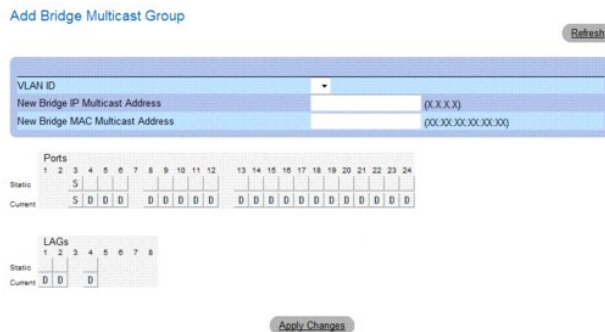 Add Bridge Multicast Group
Refresh
VLAN ID
New Bridge IP Multicast Address (X.X.X.X)
New Bridge MAC Multicast Address (XX:XX:XX:XX:XX:XX)
Ports
1 2 3 4 5 6 7 8 9 10 11 12 13 14 15 16 17 18 19 20 21 22 23 24
Static S
Current S D D D D D D D D D D D D D D D D D D D D
LAGs
1 2 3 4 5 6 7 8
Static
Current D D D
Apply Changes